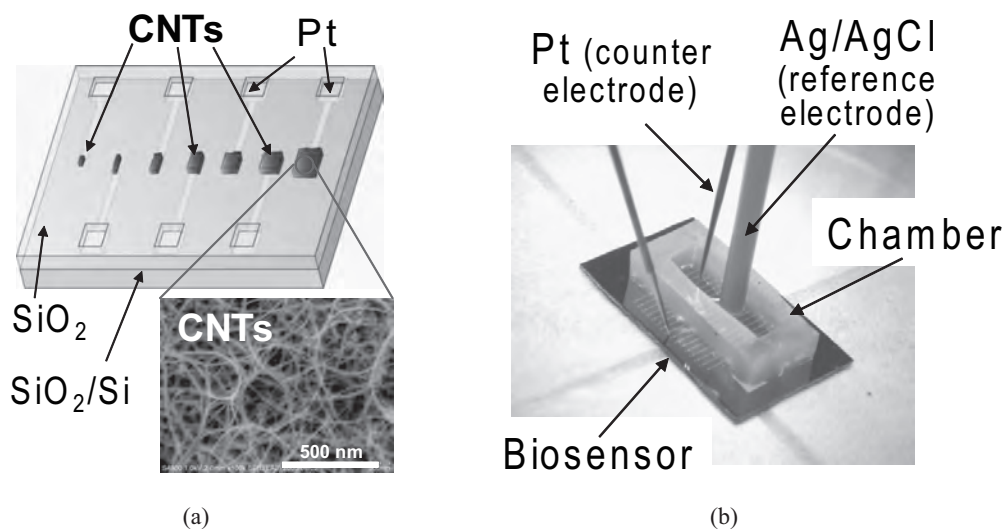 CNTs
Pt
SiO2
SiO2/Si
CNTs
500 nm
(a)
Pt (counter
electrode)
Ag/AgCl
(reference
electrode)
Chamber
Biosensor
(b)